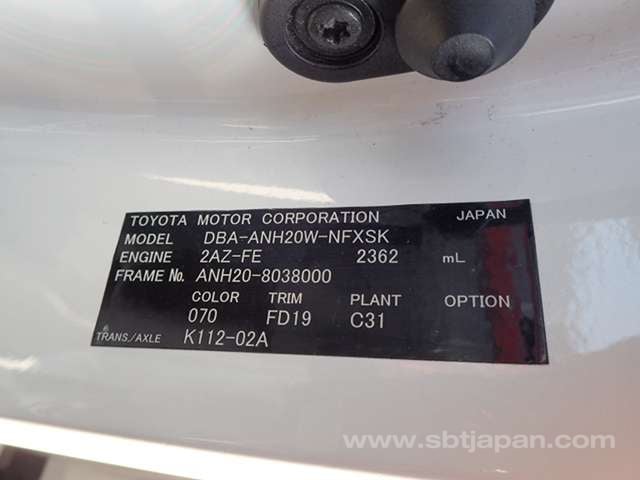 TOYOTA MOTOR CORPORATION JAPAN
MODEL DBA-ANH20W-NFXSK
ENGINE 2AZ-FE 2362 mL
FRAME No. ANH20-8038000
COLOR TRIM PLANT OPTION
070 FD19 C31
TRANS./AXLE K112-02A
www.sbtjapan.com